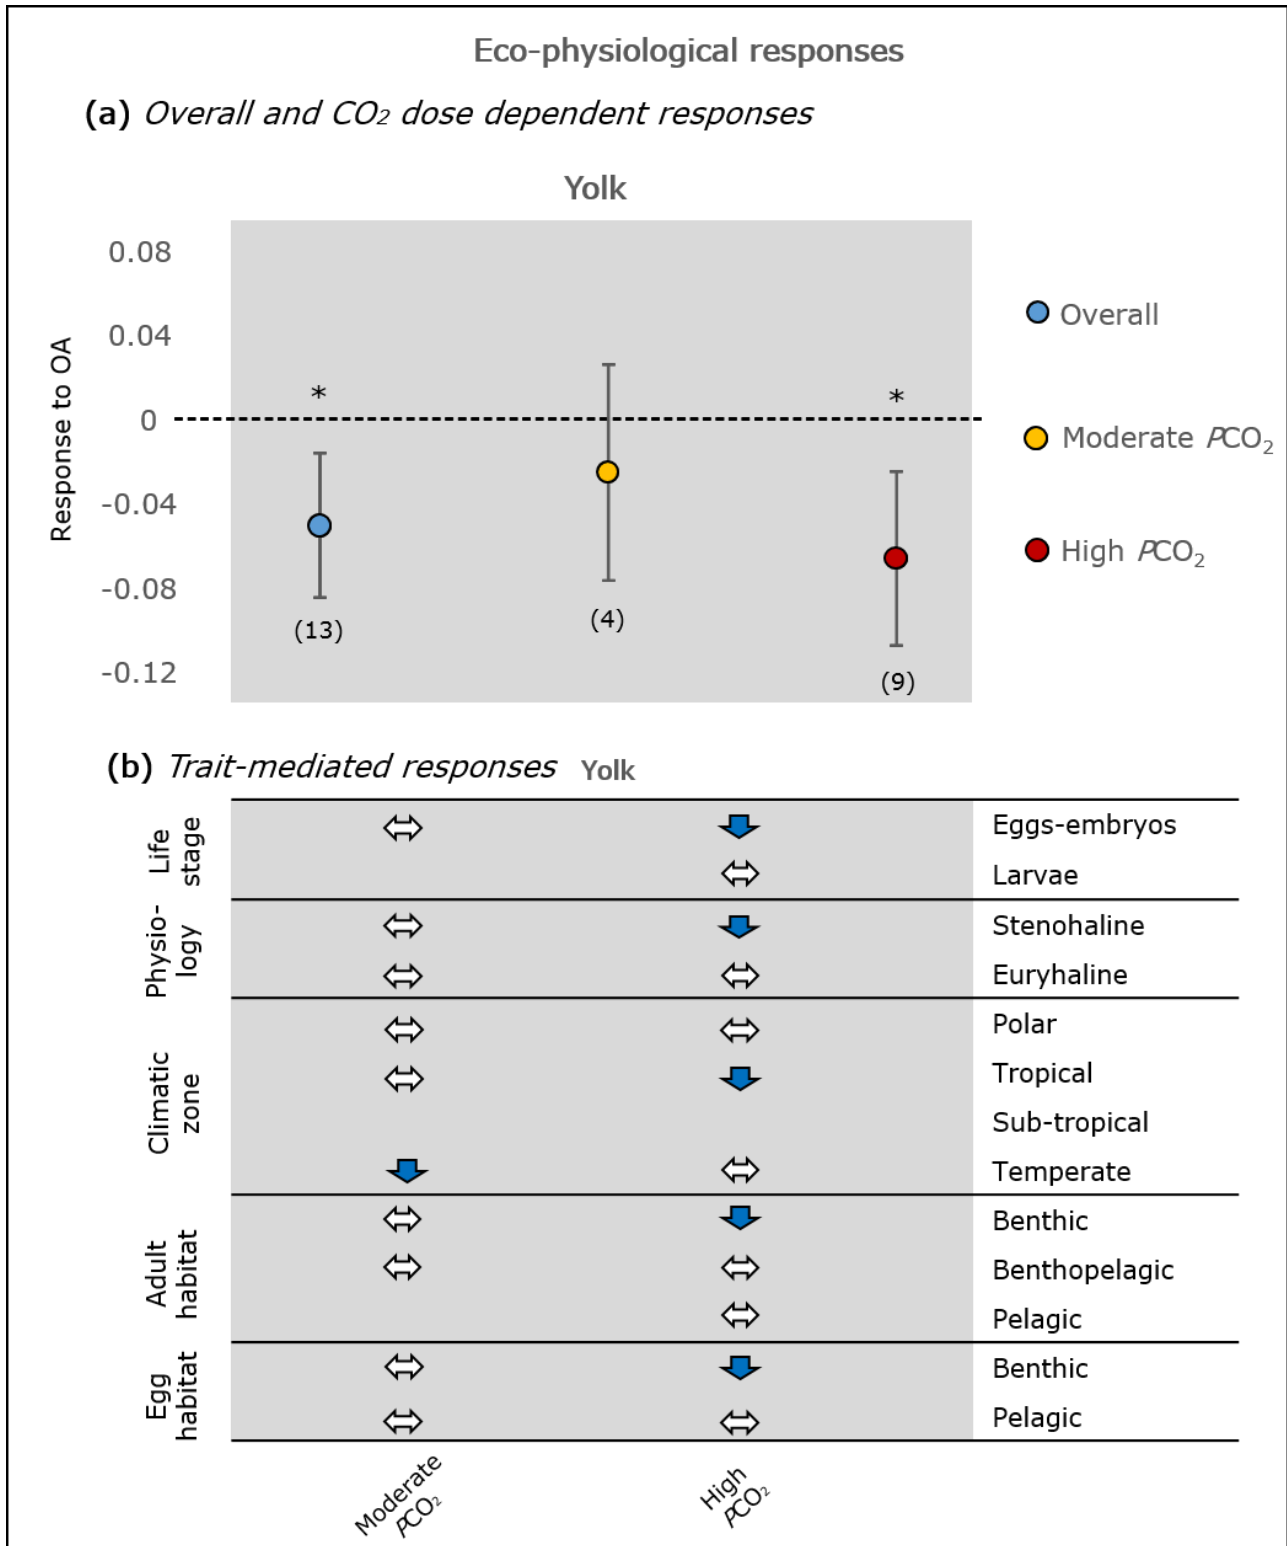 Eco-physiological responses
(a) Overall and CO₂ dose dependent responses
Yolk
0.08
0.04
0
-0.04
-0.08
-0.12
Response to OA
*
*
(13)
(4)
(9)
Overall
Moderate PCO₂
High PCO₂
(b) Trait-mediated responses Yolk
Life
stage
Eggs-embryos
Larvae
Physio-
logy
Stenohaline
Euryhaline
Climatic
zone
Polar
Tropical
Sub-tropical
Temperate
Adult
habitat
Benthic
Benthopelagic
Pelagic
Egg
habitat
Benthic
Pelagic
Moderate
PCO₂
High
PCO₂